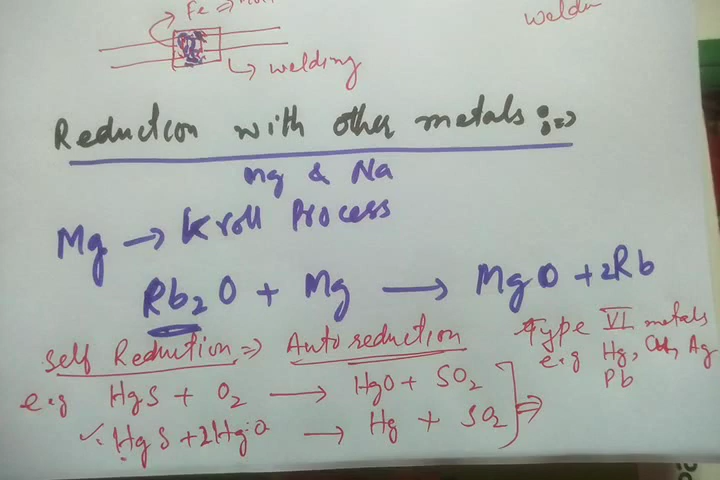 Fe ⇒
welding
Reduction with other metals :⇒
Mg & Na
Mg → Kroll Process
Rb₂O + Mg → MgO + 2Rb
Self Reduction ⇒ Auto reduction
e.g HgS + O₂ → HgO + SO₂
✓ HgS + 2HgO → Hg + SO₂
Type VI metals
e.g Hg, Cu, Ag
Pb